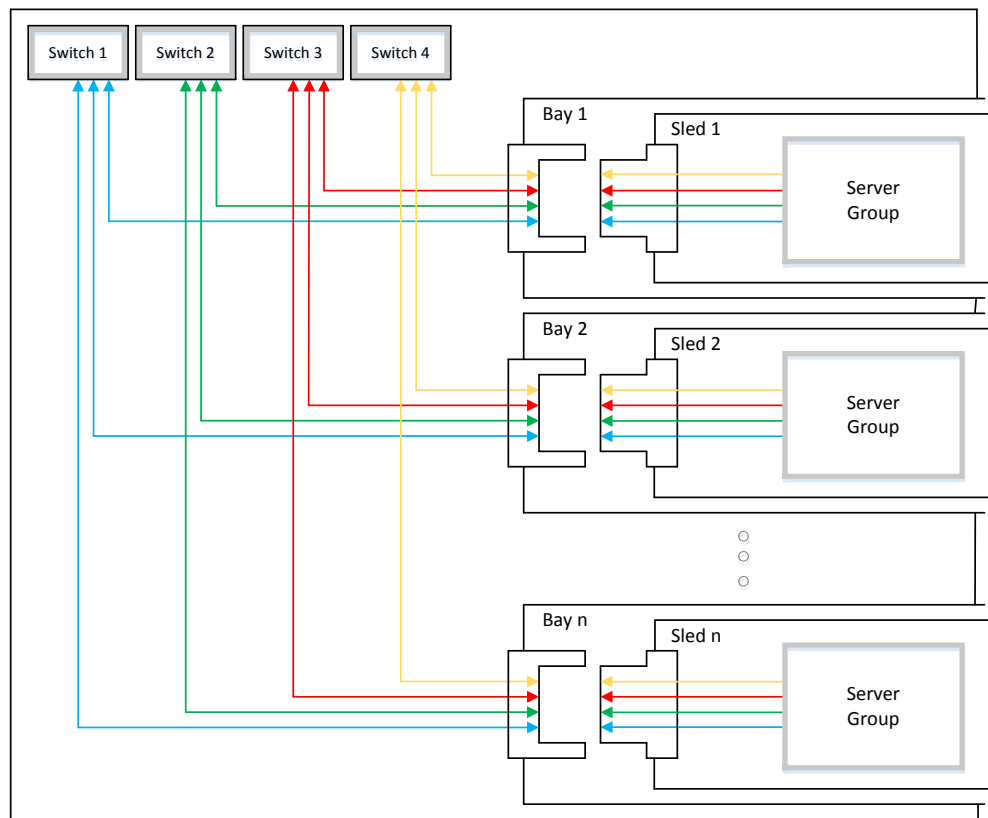 Switch 1
Switch 2
Switch 3
Switch 4
Bay 1
Sled 1
Server
Group
Bay 2
Sled 2
Server
Group
Bay n
Sled n
Server
Group